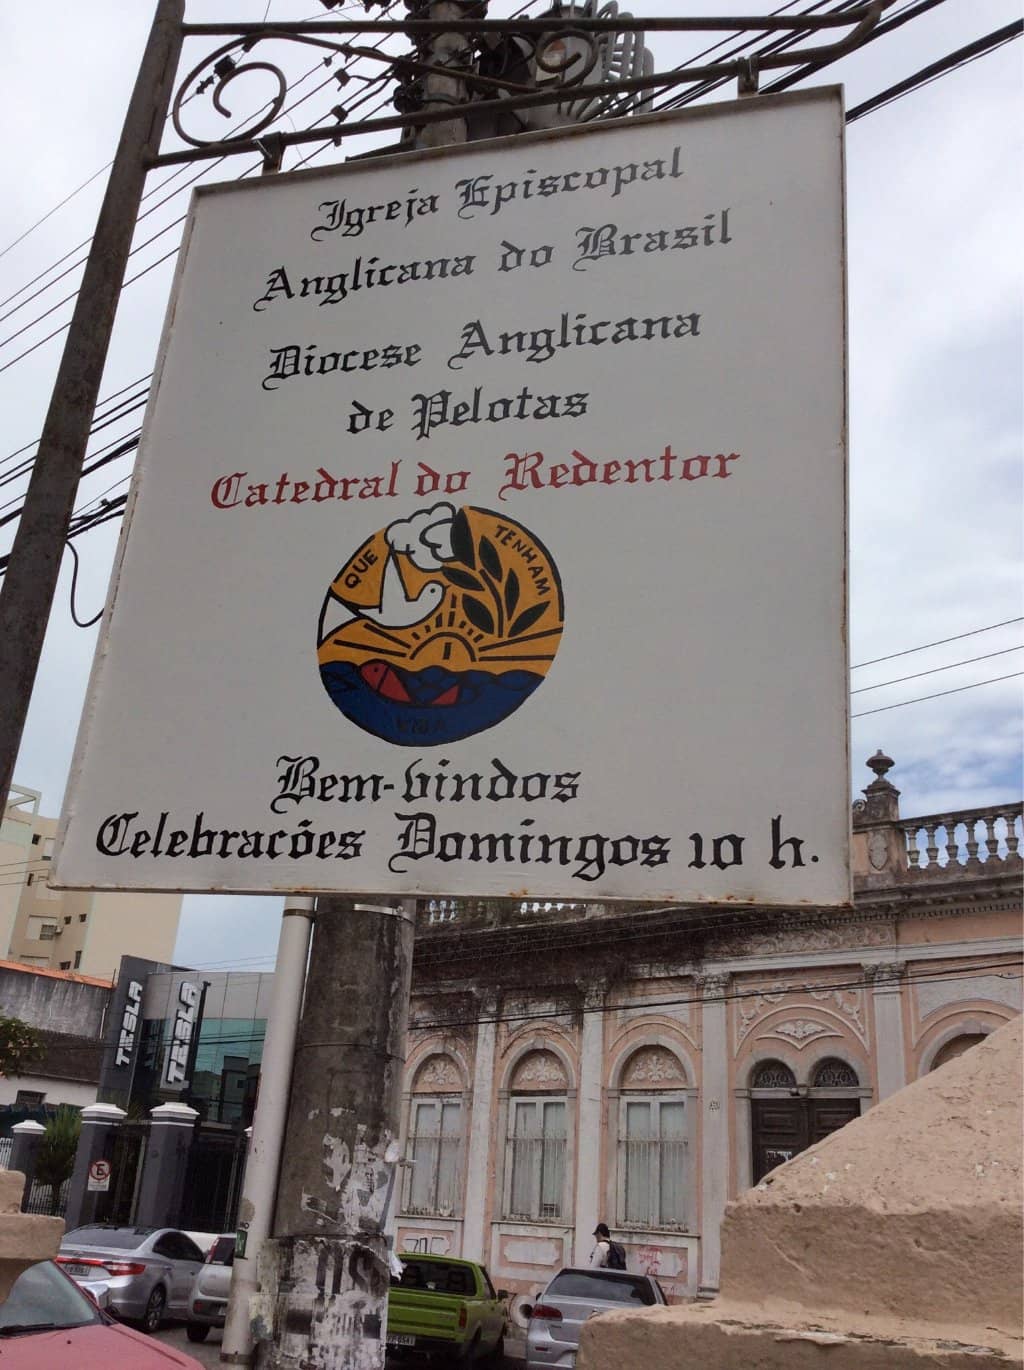 Igreja Episcopal
Anglicana do Brasil
Diocese Anglicana
de Pelotas
Catedral do Redentor
QUE TENHAM
VIDA
Bem-vindos
Celebracões Domingos 10 h.
TESLA
TESLA
E